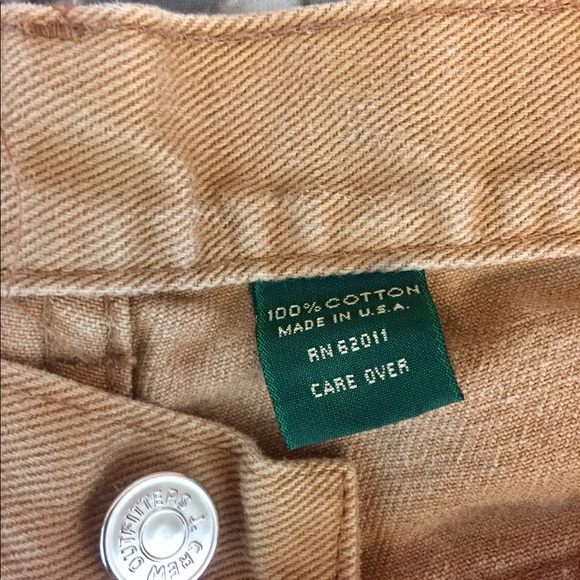 100% COTTON
MADE IN U.S.A.
RN 62011
CARE OVER
J. CREW OUTFITTERS